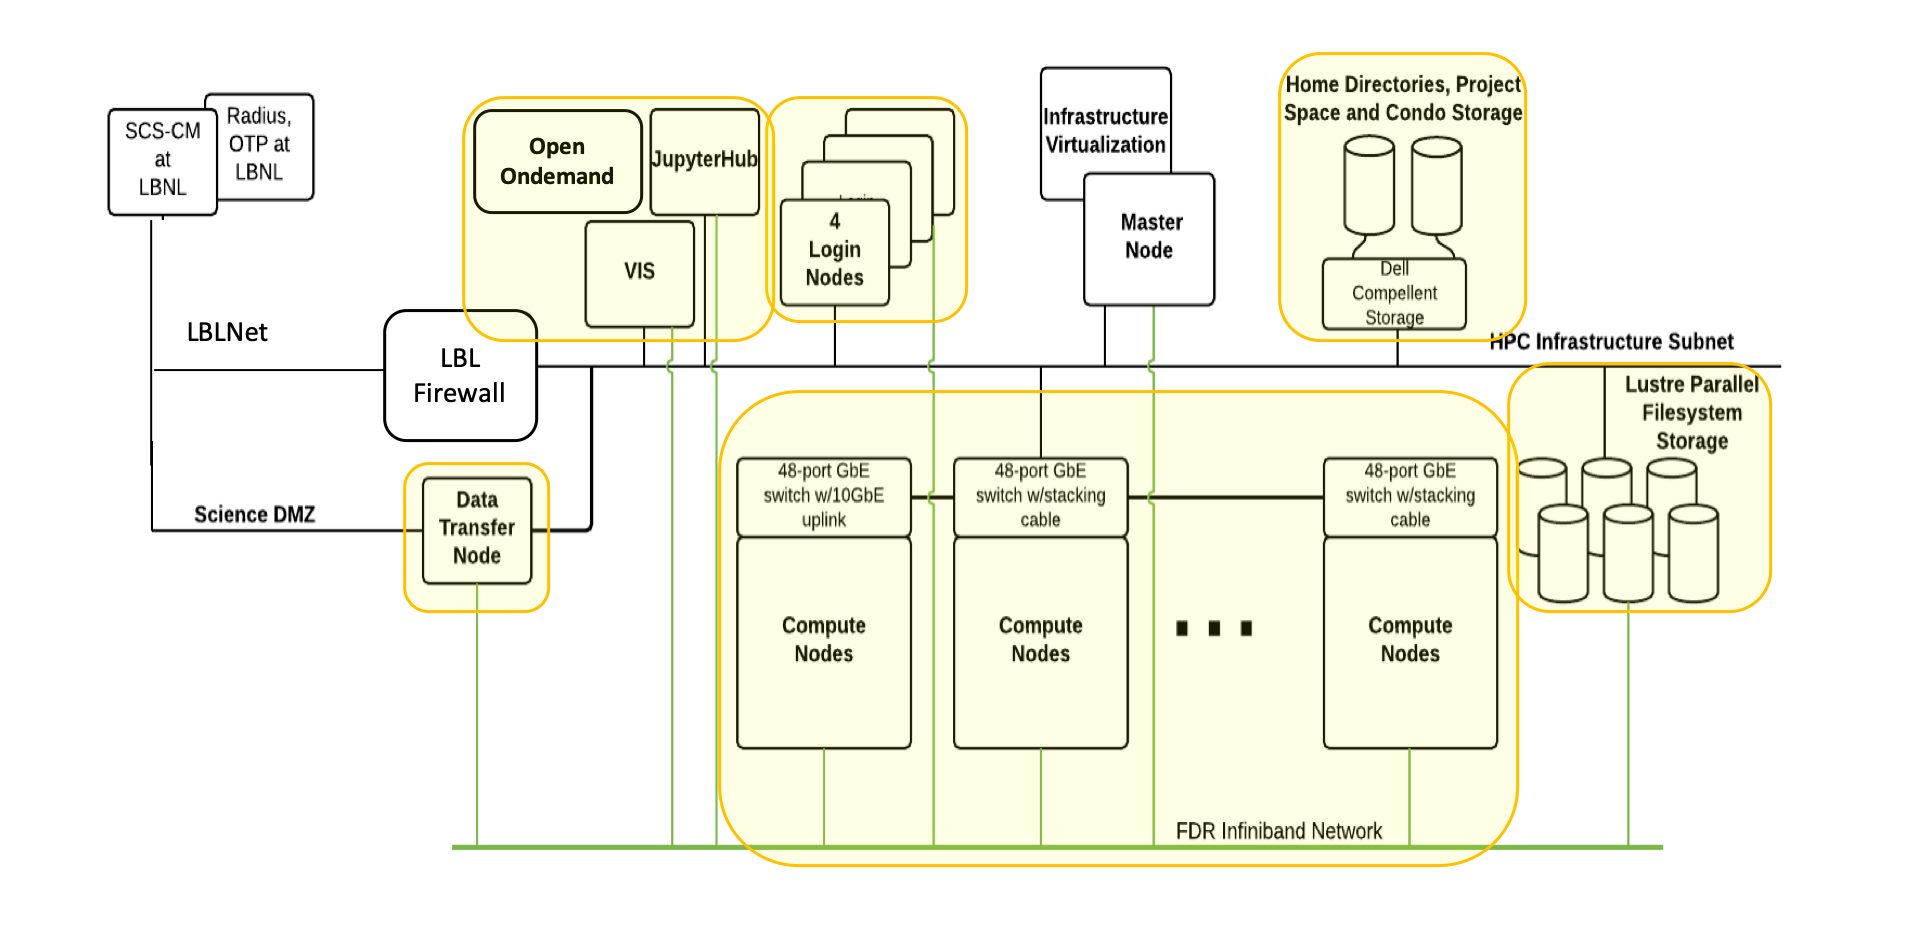 SCS-CM
at
LBNL
Radius,
OTP at
LBNL
Open
Ondemand
JupyterHub
VIS
4
Login
Nodes
Infrastructure
Virtualization
Master
Node
Home Directories, Project
Space and Condo Storage
Dell
Compellent
Storage
LBLNet
LBL
Firewall
HPC Infrastructure Subnet
Lustre Parallel
Filesystem
Storage
Science DMZ
Data
Transfer
Node
48-port GbE
switch w/10GbE
uplink
48-port GbE
switch w/stacking
cable
48-port GbE
switch w/stacking
cable
Compute
Nodes
Compute
Nodes
Compute
Nodes
FDR Infiniband Network